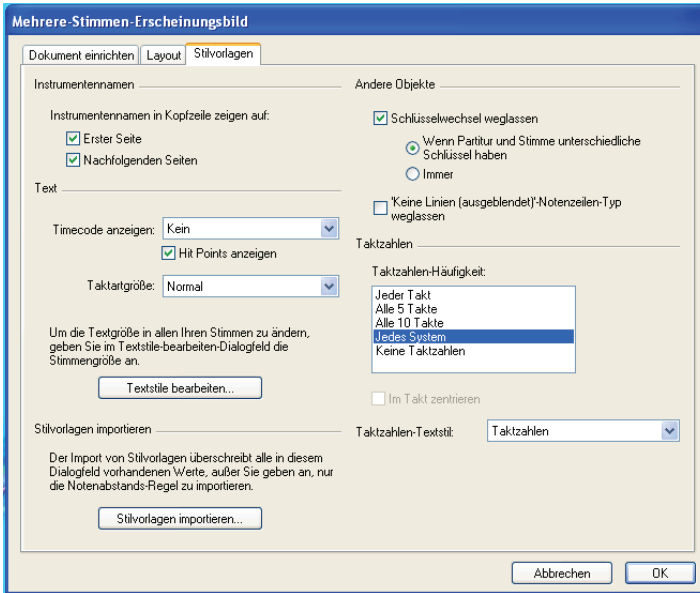 Mehrere-Stimmen-Erscheinungsbild
Dokument einrichten
Layout
Stilvorlagen
Instrumentennamen
Instrumentennamen in Kopfzeile zeigen auf:
Erster Seite
Nachfolgenden Seiten
Text
Timecode anzeigen: Kein
Hit Points anzeigen
Taktartgröße: Normal
Um die Textgröße in allen Ihren Stimmen zu ändern,
geben Sie im Textstile-bearbeiten-Dialogfeld die
Stimmengröße an.
Textstile bearbeiten...
Stilvorlagen importieren
Der Import von Stilvorlagen überschreibt alle in diesem
Dialogfeld vorhandenen Werte, außer Sie geben an, nur
die Notenabstands-Regel zu importieren.
Stilvorlagen importieren...
Andere Objekte
Schlüsselwechsel weglassen
Wenn Partitur und Stimme unterschiedliche
Schlüssel haben
Immer
'Keine Linien (ausgeblendet)'-Notenzeilen-Typ
weglassen
Taktzahlen
Taktzahlen-Häufigkeit:
Jeder Takt
Alle 5 Takte
Alle 10 Takte
Jedes System
Keine Taktzahlen
Im Takt zentrieren
Taktzahlen-Textstil: Taktzahlen
Abbrechen
OK